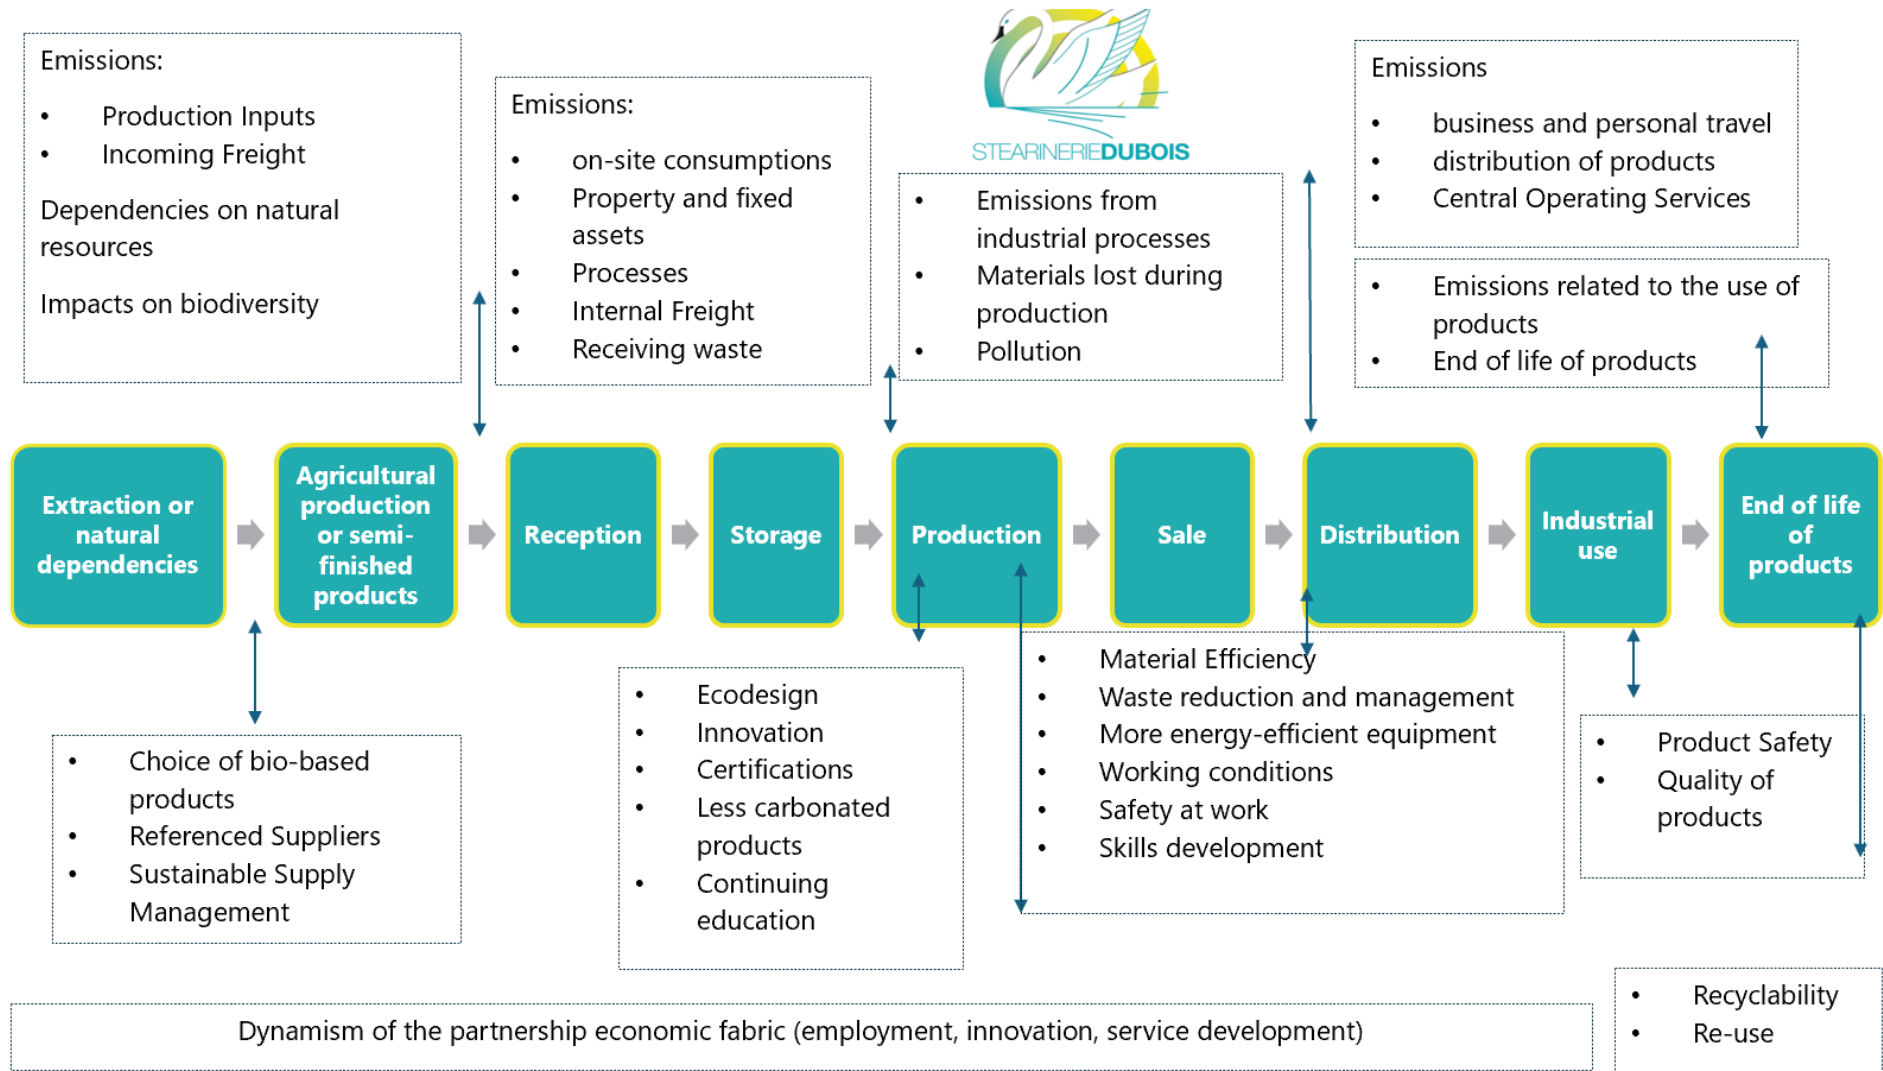 Emissions:
• Production Inputs
• Incoming Freight
Dependencies on natural
resources
Impacts on biodiversity
Emissions:
• on-site consumptions
• Property and fixed
assets
• Processes
• Internal Freight
• Receiving waste
STEARINERIEDUBOIS
• Emissions from
industrial processes
• Materials lost during
production
• Pollution
Emissions
• business and personal travel
• distribution of products
• Central Operating Services
• Emissions related to the use of
products
• End of life of products
Extraction or
natural
dependencies
Agricultural
production
or semi-
finished
products
Reception
Storage
Production
Sale
Distribution
Industrial
use
End of life
of
products
• Choice of bio-based
products
• Referenced Suppliers
• Sustainable Supply
Management
• Ecodesign
• Innovation
• Certifications
• Less carbonated
products
• Continuing
education
• Material Efficiency
• Waste reduction and management
• More energy-efficient equipment
• Working conditions
• Safety at work
• Skills development
• Product Safety
• Quality of
products
• Recyclability
• Re-use
Dynamism of the partnership economic fabric (employment, innovation, service development)